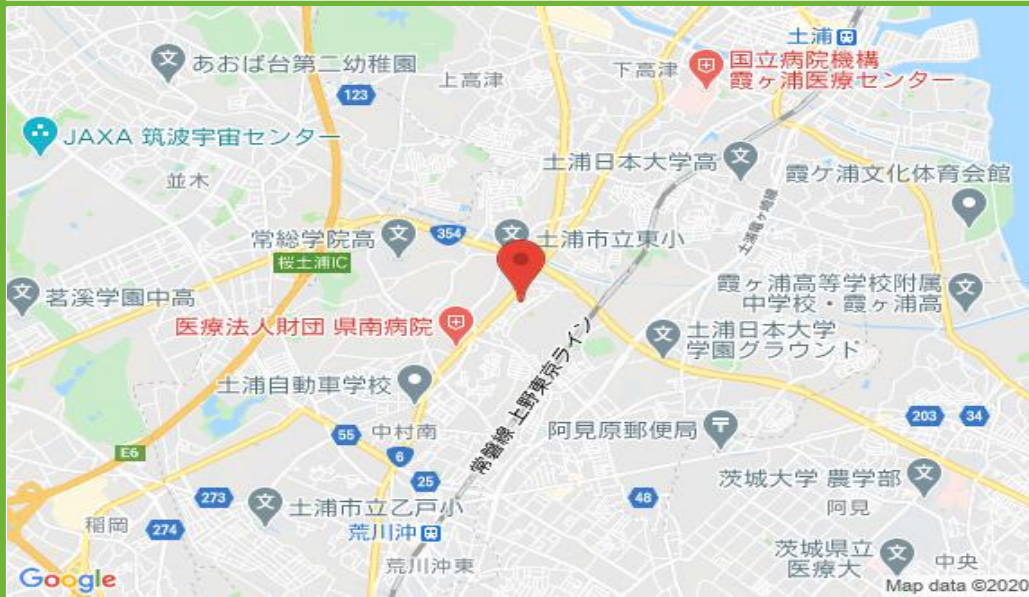 土浦
あおば台第二幼稚園
上高津
下高津
国立病院機構
霞ヶ浦医療センター
123
JAXA 筑波宇宙センター
土浦日本大学高
並木
霞ケ浦文化体育会館
土浦竜ヶ崎線
常総学院高
354
土浦市立東小
桜土浦IC
茗溪学園中高
霞ヶ浦高等学校附属
中学校・霞ヶ浦高
医療法人財団 県南病院
土浦日本大学
学園グラウンド
常磐線 上野東京ライン
土浦自動車学校
203
34
55
中村南
阿見原郵便局
E6
6
25
茨城大学 農学部
273
48
阿見
稲岡
274
土浦市立乙戸小
荒川沖
茨城県立
医療大
中央
荒川沖東
Google
Map data ©2020